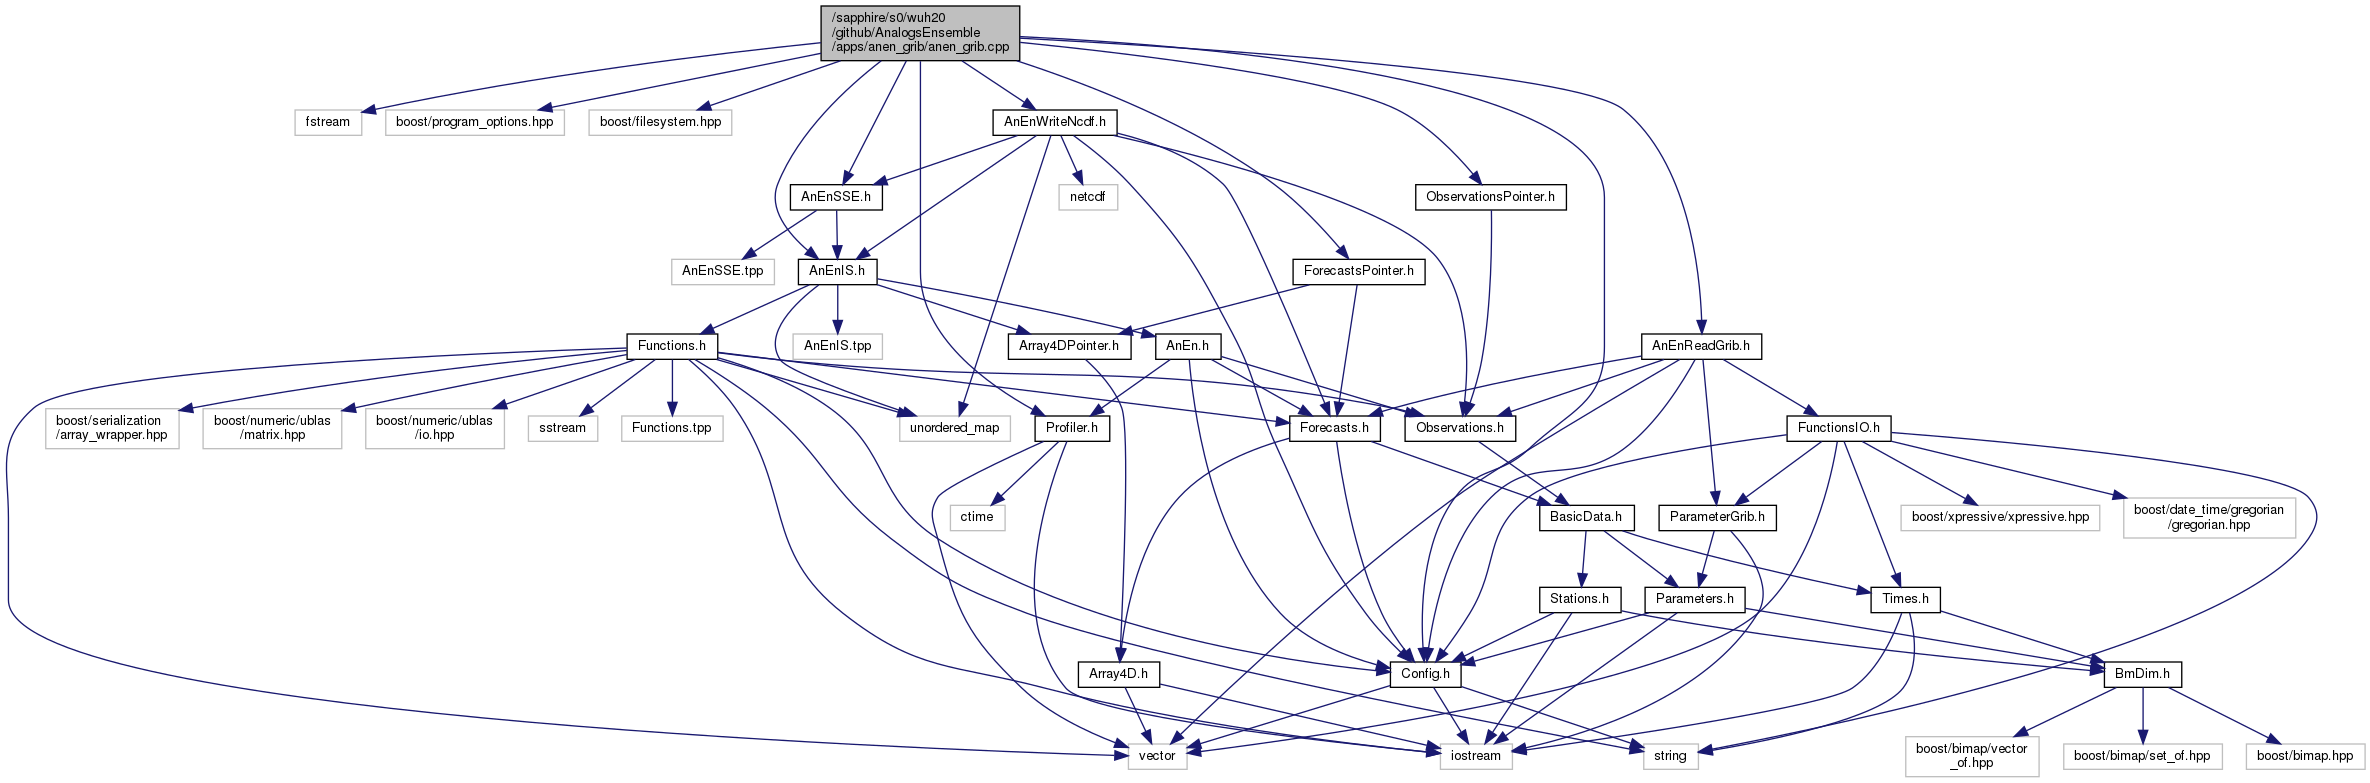 /sapphire/s0/wuh20
/github/AnalogsEnsemble
/apps/anen_grib/anen_grib.cpp
fstream
boost/program_options.hpp
boost/filesystem.hpp
AnEnWriteNcdf.h
AnEnSSE.h
netcdf
ObservationsPointer.h
AnEnSSE.tpp
AnEnIS.h
ForecastsPointer.h
Functions.h
AnEnIS.tpp
Array4DPointer.h
AnEn.h
AnEnReadGrib.h
boost/serialization
/array_wrapper.hpp
boost/numeric/ublas
/matrix.hpp
boost/numeric/ublas
/io.hpp
sstream
Functions.tpp
unordered_map
Profiler.h
Forecasts.h
Observations.h
FunctionsIO.h
ctime
BasicData.h
ParameterGrib.h
boost/xpressive/xpressive.hpp
boost/date_time/gregorian
/gregorian.hpp
Stations.h
Parameters.h
Times.h
Array4D.h
Config.h
BmDim.h
vector
iostream
string
boost/bimap/vector
_of.hpp
boost/bimap/set_of.hpp
boost/bimap.hpp